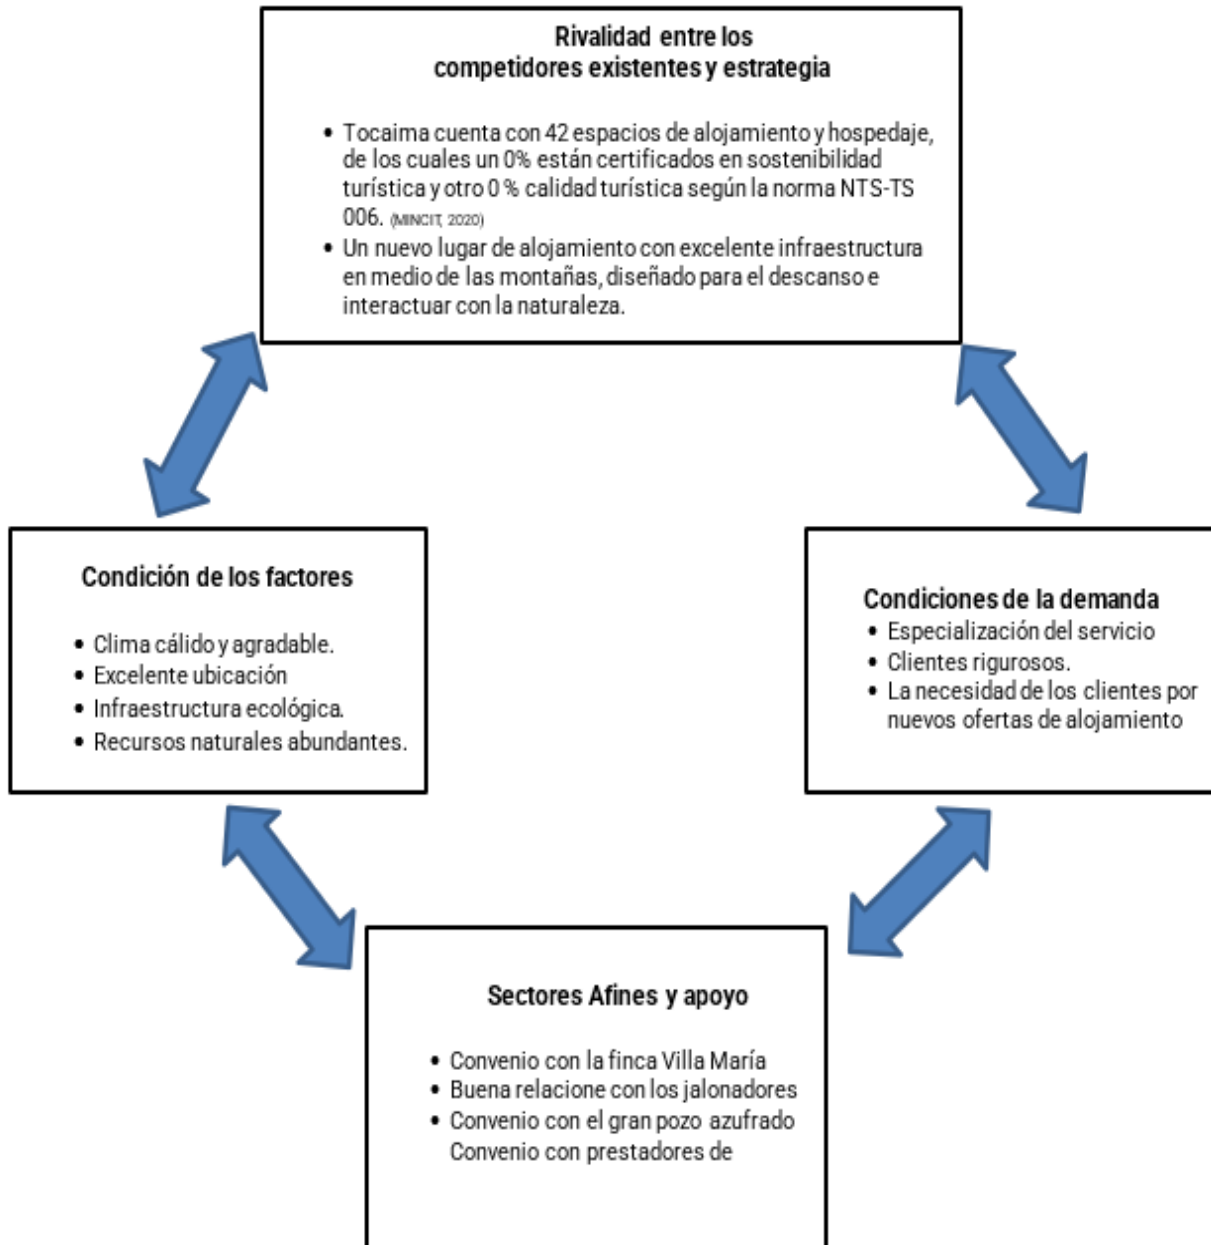 Rivalidad entre los
competidores existentes y estrategia
• Tocaima cuenta con 42 espacios de alojamiento y hospedaje,
de los cuales un 0% están certificados en sostenibilidad
turística y otro 0 % calidad turística según la norma NTS-TS
006. (MINCIT, 2020)
• Un nuevo lugar de alojamiento con excelente infraestructura
en medio de las montañas, diseñado para el descanso e
interactuar con la naturaleza.
Condición de los factores
• Clima cálido y agradable.
• Excelente ubicación
• Infraestructura ecológica.
• Recursos naturales abundantes.
Condiciones de la demanda
• Especialización del servicio
• Clientes rigurosos.
• La necesidad de los clientes por
nuevos ofertas de alojamiento
Sectores Afines y apoyo
• Convenio con la finca Villa María
• Buena relacione con los jalonadores
• Convenio con el gran pozo azufrado
Convenio con prestadores de